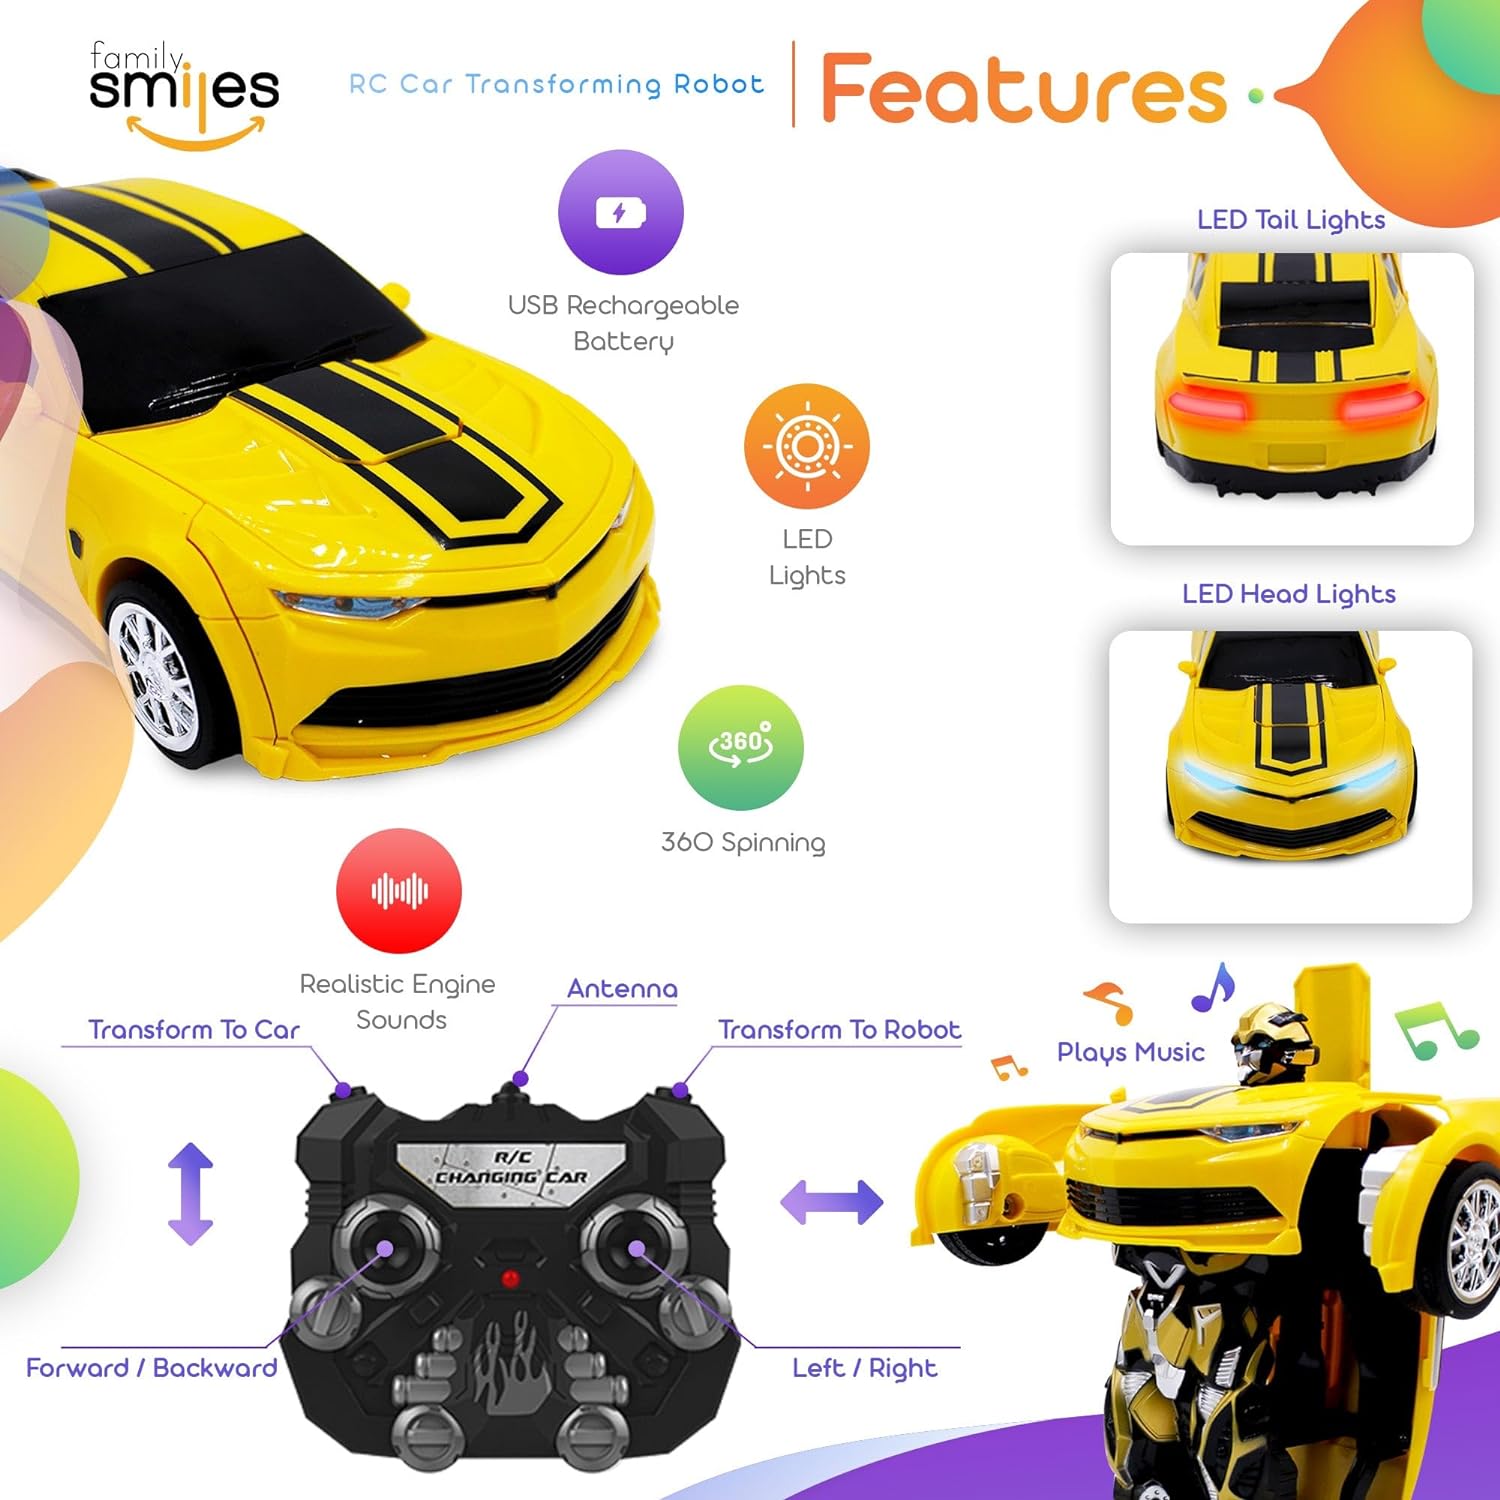 family
smiles
RC Car Transforming Robot
Features
USB Rechargeable
Battery
LED Tail Lights
LED
Lights
LED Head Lights
360°
360 Spinning
Realistic Engine
Sounds
Antenna
Transform To Car
Transform To Robot
Plays Music
R/C
CHANGING CAR
Forward / Backward
Left / Right